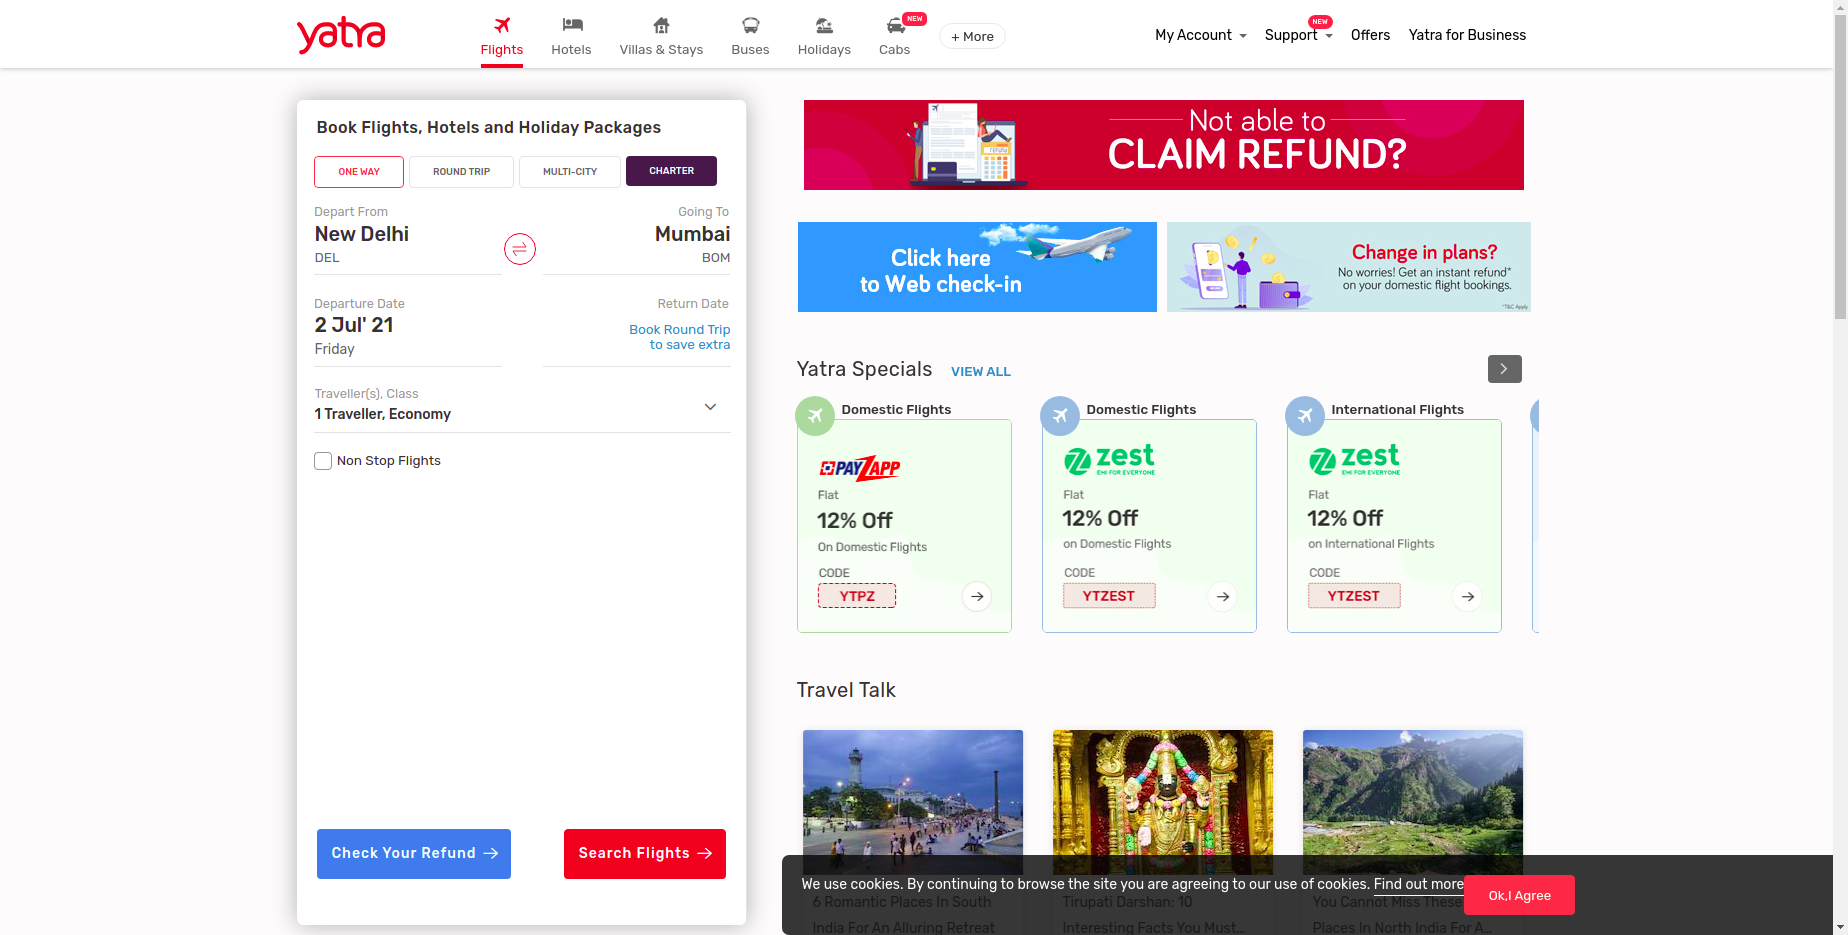 yatra
Flights
Hotels
Villas & Stays
Buses
Holidays
Cabs
NEW
+ More
My Account
Support
NEW
Offers
Yatra for Business
Book Flights, Hotels and Holiday Packages
ONE WAY
ROUND TRIP
MULTI-CITY
CHARTER
Depart From
New Delhi
DEL
Going To
Mumbai
BOM
Departure Date
2 Jul' 21
Friday
Return Date
Book Round Trip
to save extra
Traveller(s), Class
1 Traveller, Economy
Non Stop Flights
Check Your Refund
Search Flights
refund
Not able to
CLAIM REFUND?
Click here
to Web check-in
Change in plans?
No worries! Get an instant refund*
on your domestic flight bookings.
*T&C Apply
Yatra Specials
VIEW ALL
Domestic Flights
PAYZAPP
Flat
12% Off
On Domestic Flights
CODE
YTPZ
Domestic Flights
zest
EMI FOR EVERYONE
Flat
12% Off
on Domestic Flights
CODE
YTZEST
International Flights
zest
EMI FOR EVERYONE
Flat
12% Off
on International Flights
CODE
YTZEST
Travel Talk
6 Romantic Places In South
India For An Alluring Retreat
Tirupati Darshan: 10
Interesting Facts You Must...
You Cannot Miss These
Places In North India For A...
We use cookies. By continuing to browse the site you are agreeing to our use of cookies. Find out more
Ok,I Agree